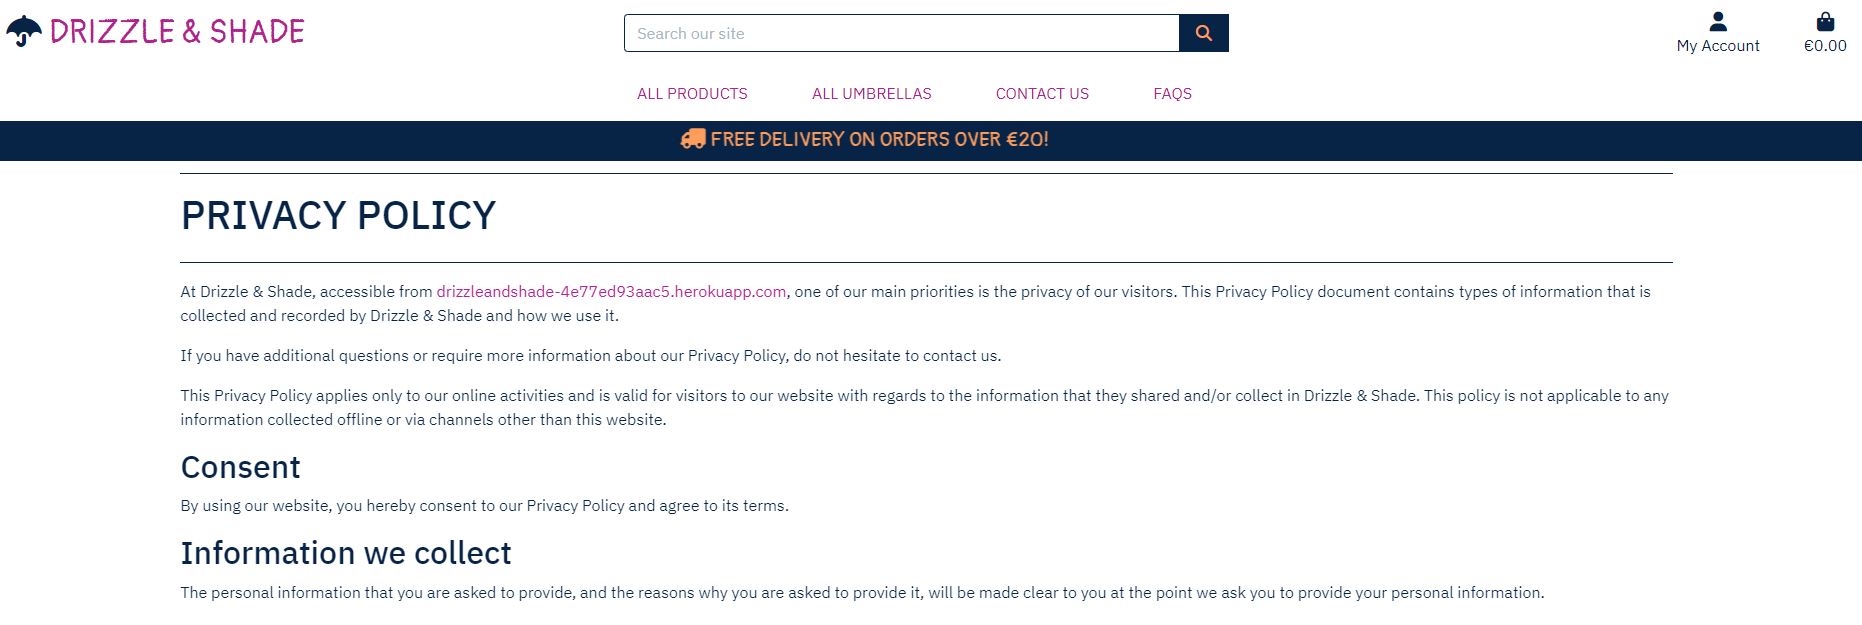 DRIZZLE & SHADE
Search our site
My Account
€0.00
ALL PRODUCTS
ALL UMBRELLAS
CONTACT US
FAQS
FREE DELIVERY ON ORDERS OVER €20!
PRIVACY POLICY
At Drizzle & Shade, accessible from drizzleandshade-4e77ed93aac5.herokuapp.com, one of our main priorities is the privacy of our visitors. This Privacy Policy document contains types of information that is
collected and recorded by Drizzle & Shade and how we use it.
If you have additional questions or require more information about our Privacy Policy, do not hesitate to contact us.
This Privacy Policy applies only to our online activities and is valid for visitors to our website with regards to the information that they shared and/or collect in Drizzle & Shade. This policy is not applicable to any
information collected offline or via channels other than this website.
Consent
By using our website, you hereby consent to our Privacy Policy and agree to its terms.
Information we collect
The personal information that you are asked to provide, and the reasons why you are asked to provide it, will be made clear to you at the point we ask you to provide your personal information.